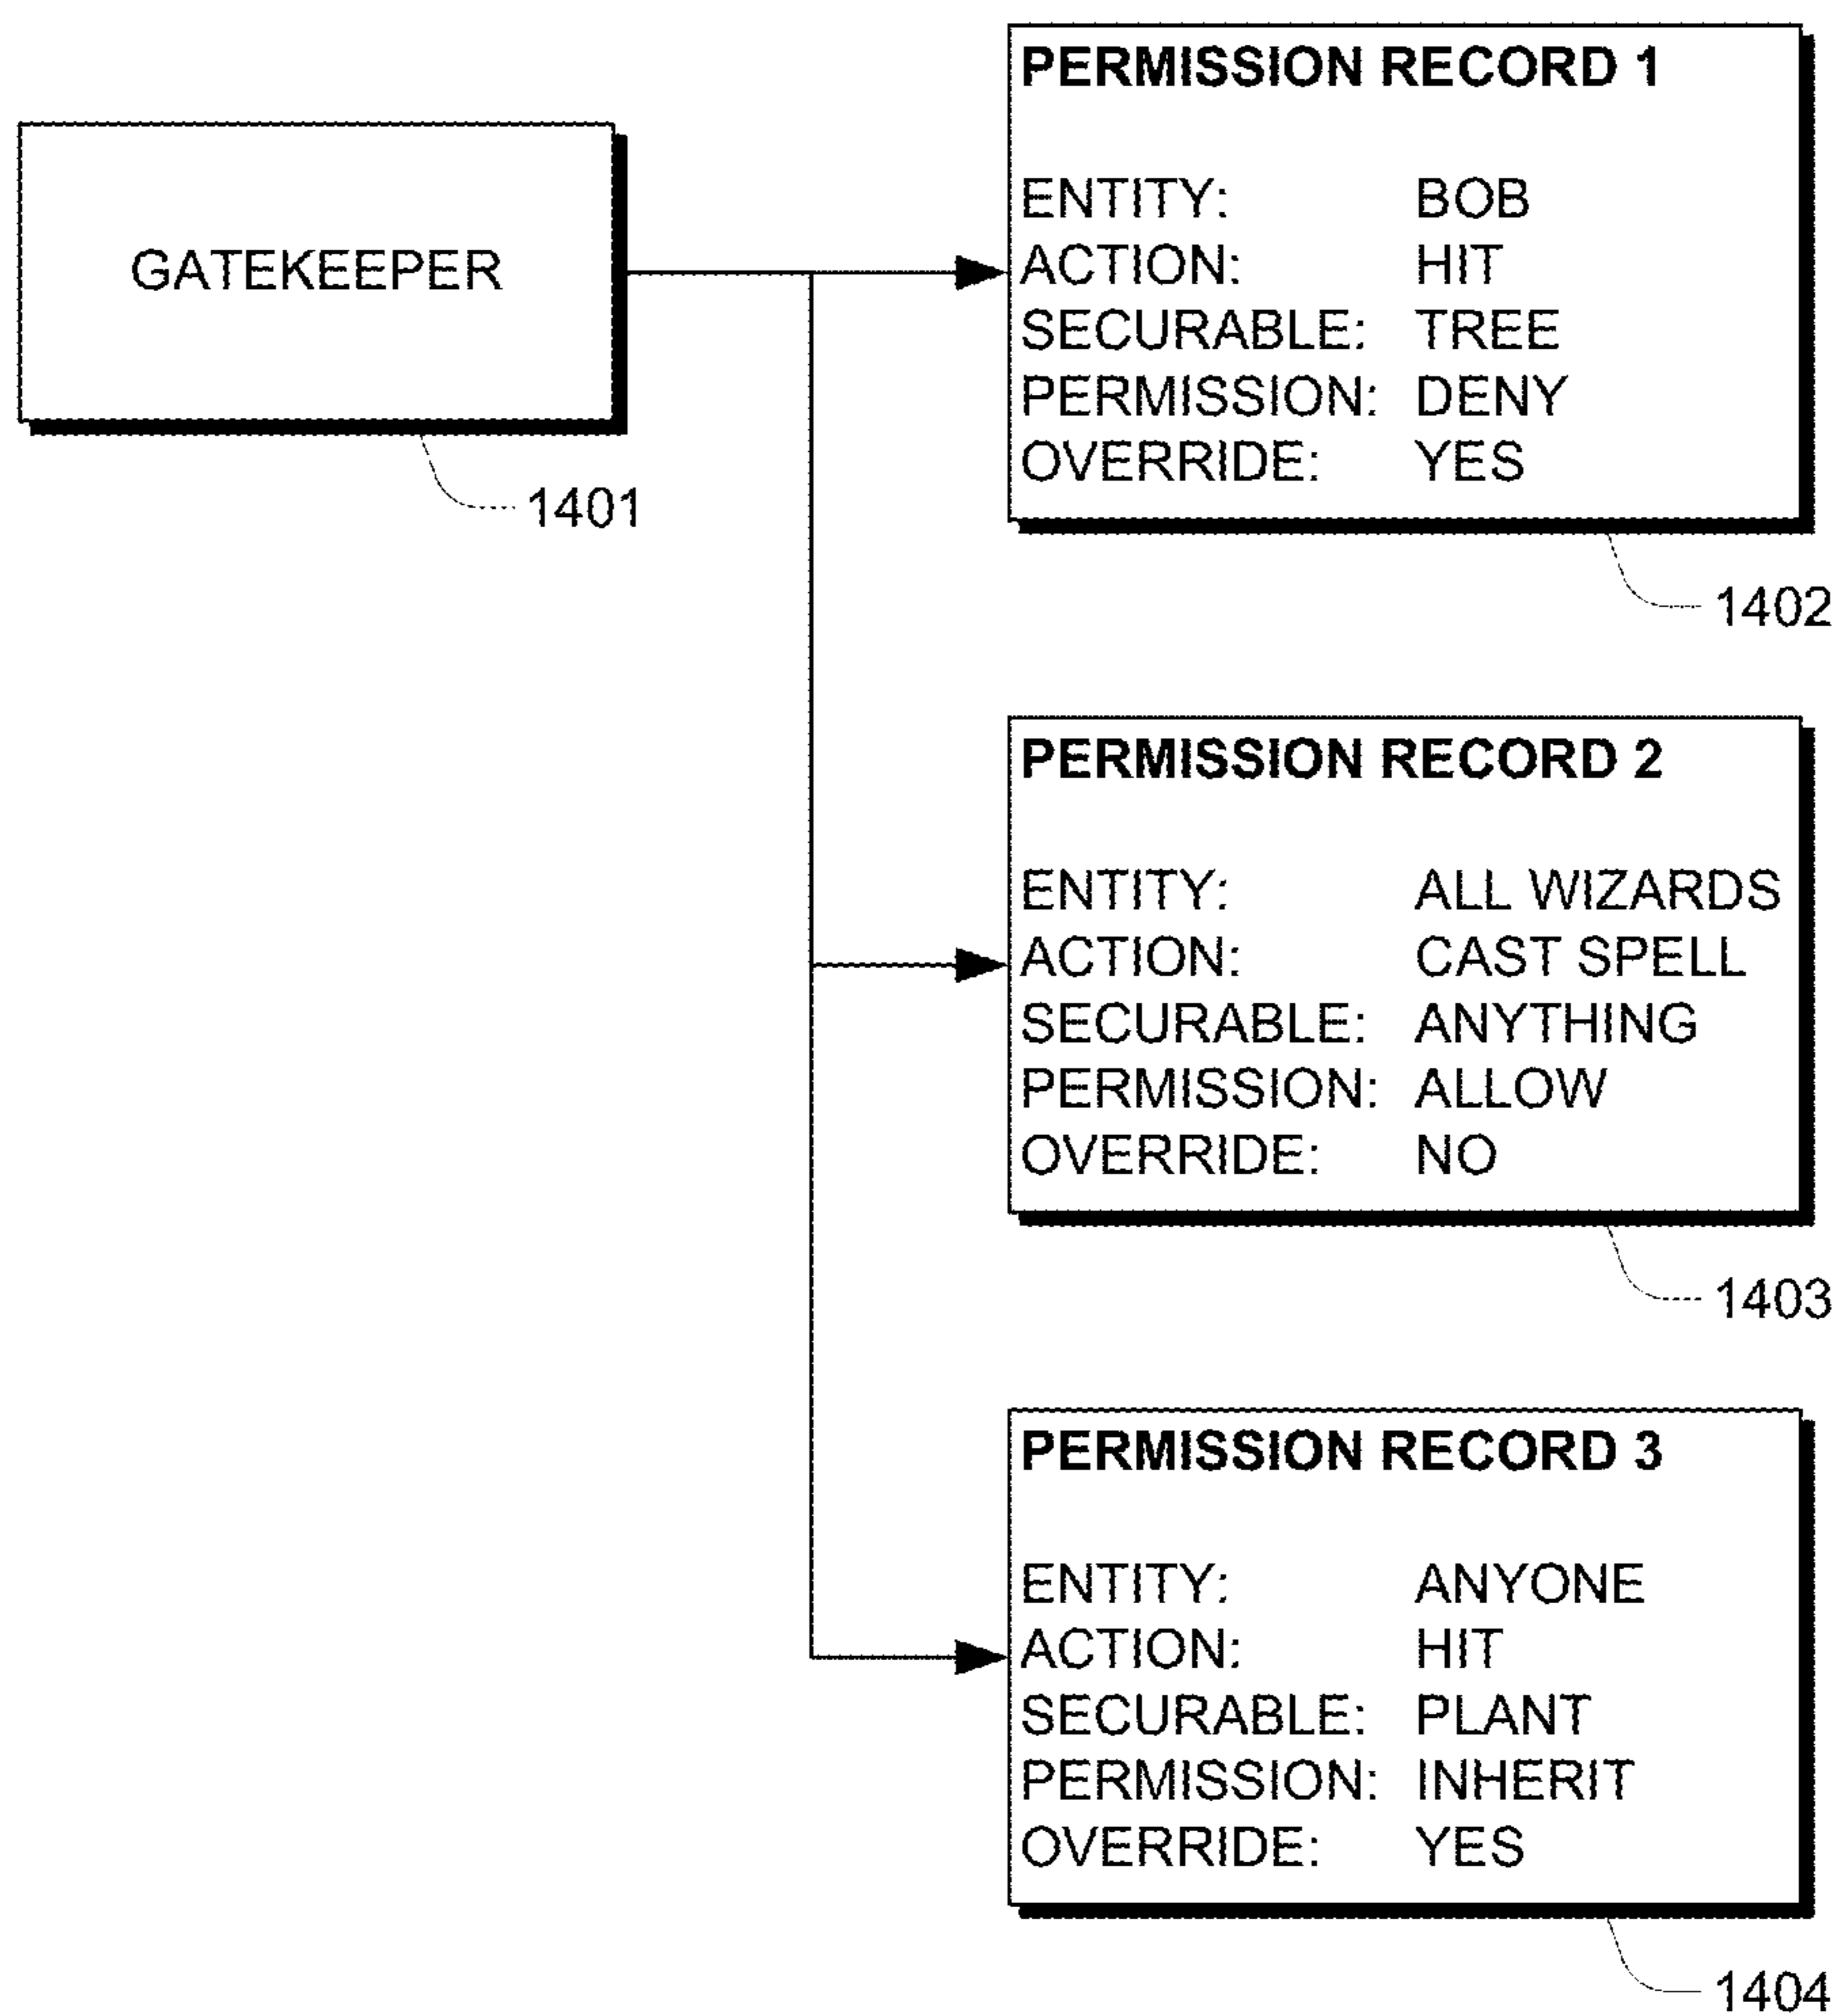 GATEKEEPER
1401
PERMISSION RECORD 1
ENTITY: BOB
ACTION: HIT
SECURABLE: TREE
PERMISSION: DENY
OVERRIDE: YES
1402
PERMISSION RECORD 2
ENTITY: ALL WIZARDS
ACTION: CAST SPELL
SECURABLE: ANYTHING
PERMISSION: ALLOW
OVERRIDE: NO
1403
PERMISSION RECORD 3
ENTITY: ANYONE
ACTION: HIT
SECURABLE: PLANT
PERMISSION: INHERIT
OVERRIDE: YES
1404